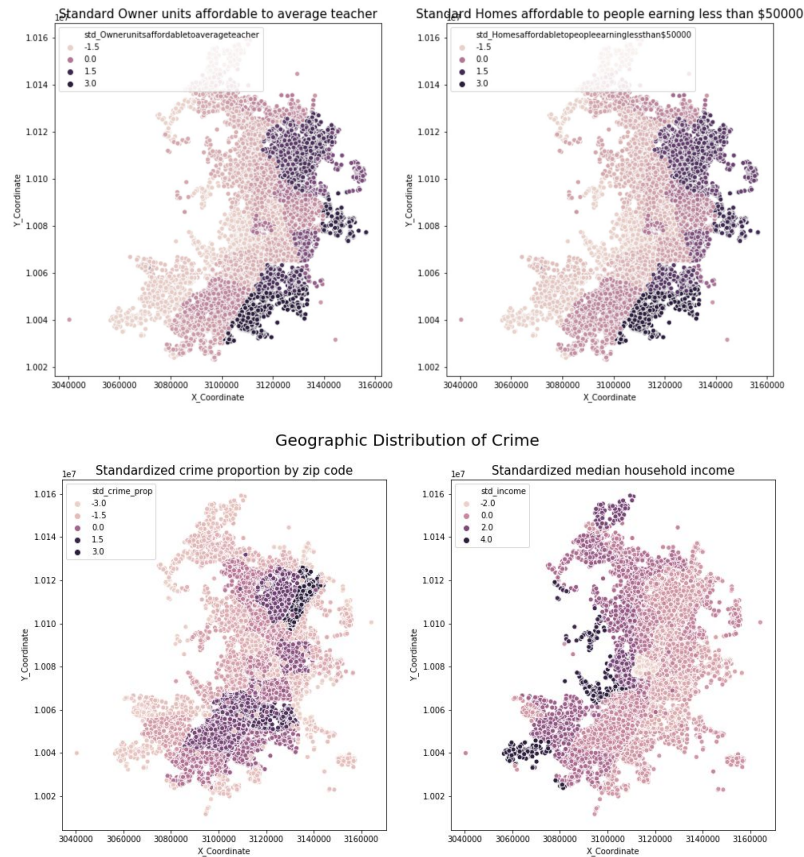 Standard Owner units affordable to average teacher
1e7
std_Ownerunitsaffordabletoaverageteacher
-1.5
0.0
1.5
3.0
1.016
1.014
1.012
1.010
1.008
1.006
1.004
1.002
Y_Coordinate
3040000 3060000 3080000 3100000 3120000 3140000 3160000
X_Coordinate
Standard Homes affordable to people earning less than $50000
1e7
std_Homesaffordabletopeopleearninglessthan$50000
-1.5
0.0
1.5
3.0
1.016
1.014
1.012
1.010
1.008
1.006
1.004
1.002
Y_Coordinate
3040000 3060000 3080000 3100000 3120000 3140000 3160000
X_Coordinate
Geographic Distribution of Crime
Standardized crime proportion by zip code
1e7
std_crime_prop
-3.0
-1.5
0.0
1.5
3.0
1.016
1.014
1.012
1.010
1.008
1.006
1.004
1.002
Y_Coordinate
3040000 3060000 3080000 3100000 3120000 3140000 3160000
X_Coordinate
Standardized median household income
1e7
std_income
-2.0
0.0
2.0
4.0
1.016
1.014
1.012
1.010
1.008
1.006
1.004
1.002
Y_Coordinate
3040000 3060000 3080000 3100000 3120000 3140000 3160000
X_Coordinate